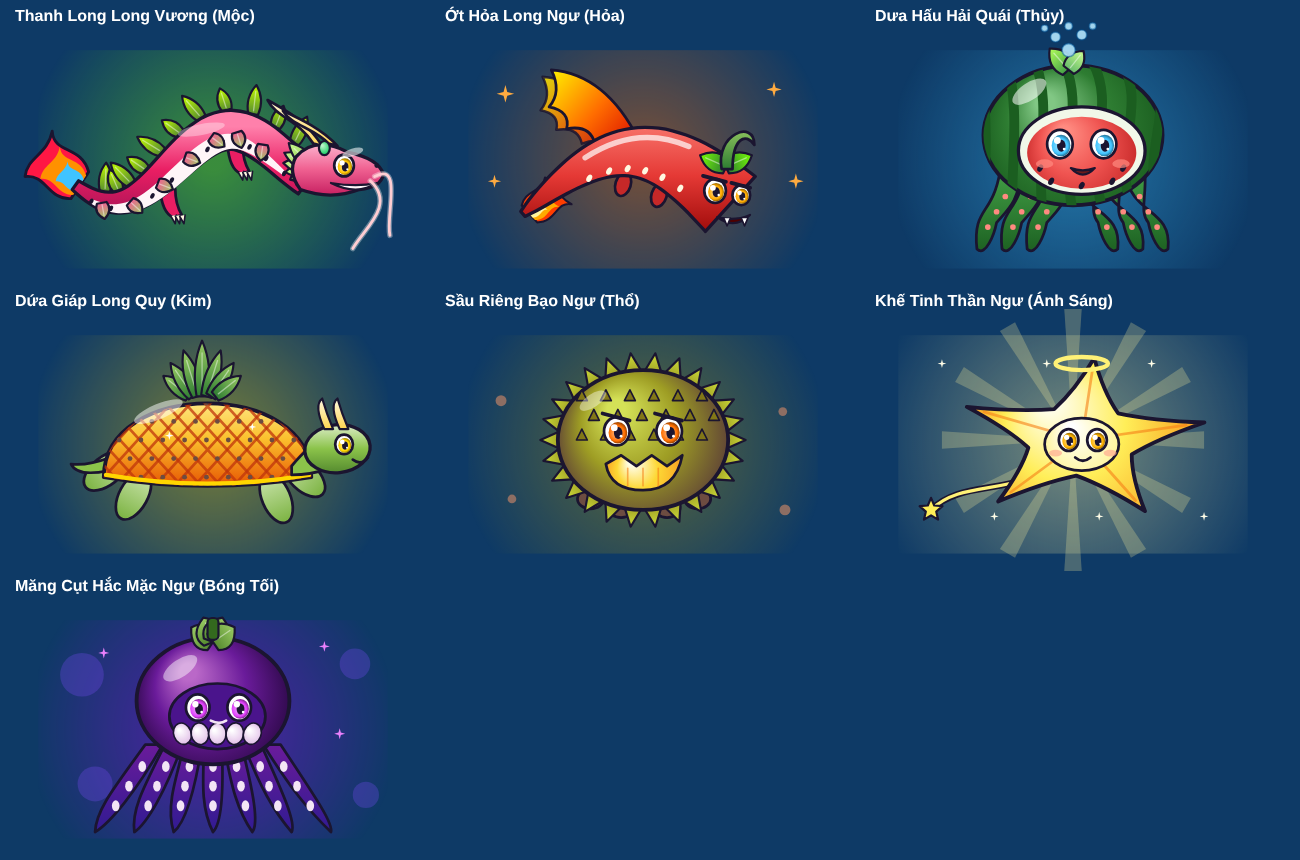 Thanh Long Long Vương (Mộc)
Ớt Hỏa Long Ngư (Hỏa)
Dưa Hấu Hải Quái (Thủy)
Dứa Giáp Long Quy (Kim)
Sầu Riêng Bạo Ngư (Thổ)
Khế Tinh Thần Ngư (Ánh Sáng)
Măng Cụt Hắc Mặc Ngư (Bóng Tối)